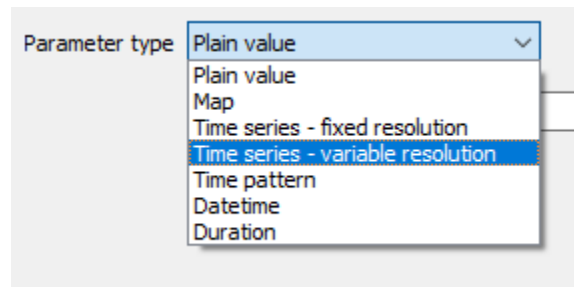 Parameter type Plain value
Plain value
Map
Time series - fixed resolution
Time series - variable resolution
Time pattern
Datetime
Duration